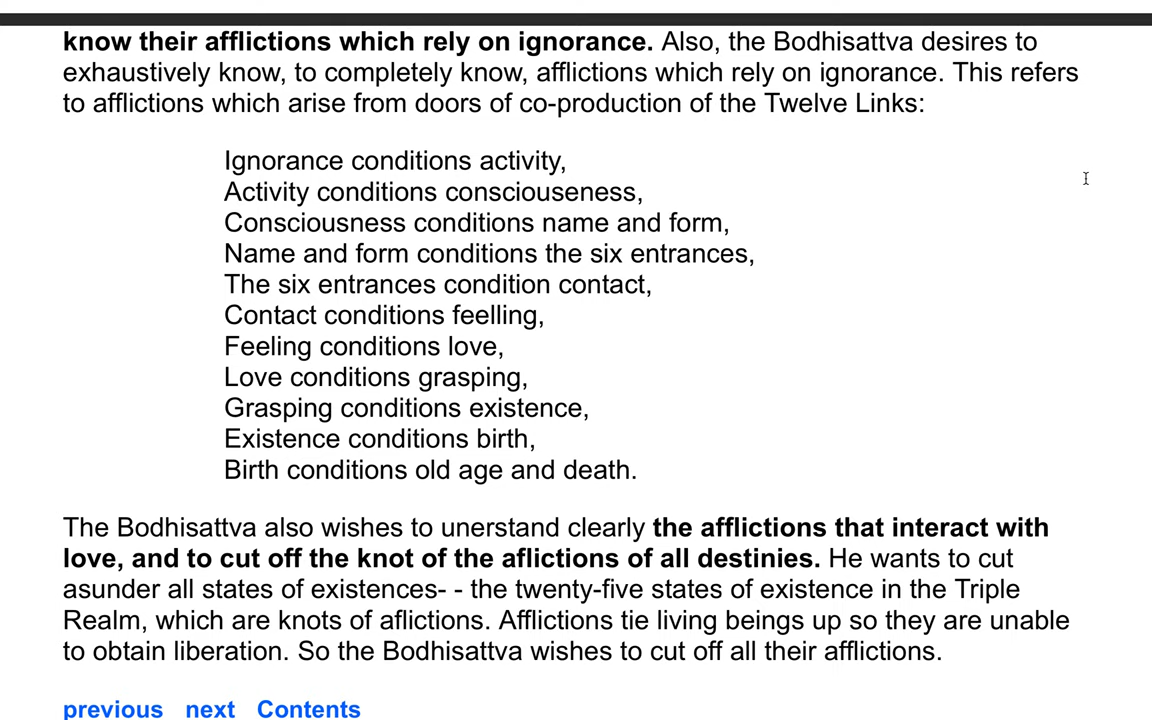 know their afflictions which rely on ignorance. Also, the Bodhisattva desires to
exhaustively know, to completely know, afflictions which rely on ignorance. This refers
to afflictions which arise from doors of co-production of the Twelve Links:
Ignorance conditions activity,
Activity conditions consciouseness,
Consciousness conditions name and form,
Name and form conditions the six entrances,
The six entrances condition contact,
Contact conditions feelling,
Feeling conditions love,
Love conditions grasping,
Grasping conditions existence,
Existence conditions birth,
Birth conditions old age and death.
The Bodhisattva also wishes to unerstand clearly the afflictions that interact with
love, and to cut off the knot of the aflictions of all destinies. He wants to cut
asunder all states of existences- - the twenty-five states of existence in the Triple
Realm, which are knots of aflictions. Afflictions tie living beings up so they are unable
to obtain liberation. So the Bodhisattva wishes to cut off all their afflictions.
previous next Contents